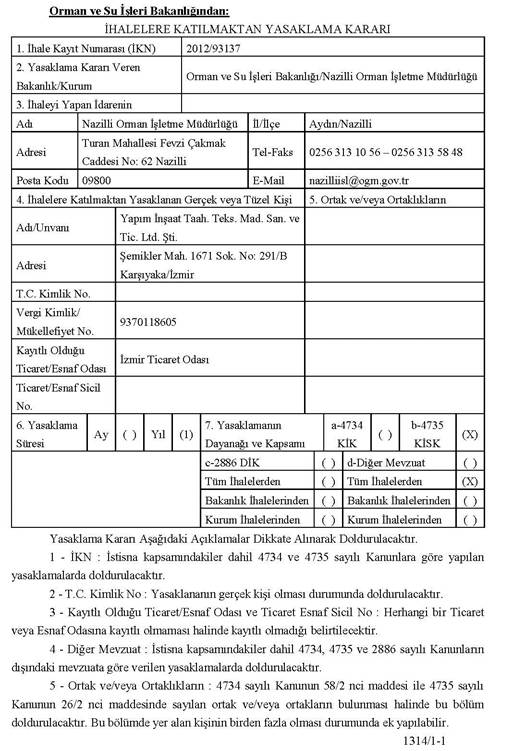 Orman ve Su İşleri Bakanlığından:
İHALELERE KATILMAKTAN YASAKLAMA KARARI
1. İhale Kayıt Numarası (İKN) 2012/93137
2. Yasaklama Kararı Veren
Bakanlık/Kurum
Orman ve Su İşleri Bakanlığı/Nazilli Orman İşletme Müdürlüğü
3. İhaleyi Yapan İdarenin
Adı Nazilli Orman İşletme Müdürlüğü İl/İlçe Aydın/Nazilli
Adresi
Turan Mahallesi Fevzi Çakmak
Caddesi No: 62 Nazilli
Tel-Faks 0256 313 10 56 – 0256 313 58 48
Posta Kodu 09800 E-Mail nazilliisl@ogm.gov.tr
4. İhalelere Katılmaktan Yasaklanan Gerçek veya Tüzel Kişi 5. Ortak ve/veya Ortaklıkların
Adı/Unvanı
Yapım İnşaat Taah. Teks. Mad. San. ve
Tic. Ltd. Şti.
Adresi
Şemikler Mah. 1671 Sok. No: 291/B
Karşıyaka/İzmir
T.C. Kimlik No.
Vergi Kimlik/
Mükellefiyet No.
9370118605
Kayıtlı Olduğu
Ticaret/Esnaf Odası
İzmir Ticaret Odası
Ticaret/Esnaf Sicil
No.
6. Yasaklama
Süresi
Ay ( ) Yıl (1)
7. Yasaklamanın
Dayanağı ve Kapsamı
a-4734
KİK
( )
b-4735
KİSK
(X)
c-2886 DİK ( ) d-Diğer Mevzuat ( )
Tüm İhalelerden ( ) Tüm İhalelerden (X)
Bakanlık İhalelerinden ( ) Bakanlık İhalelerinden ( )
Kurum İhalelerinden ( ) Kurum İhalelerinden ( )
Yasaklama Kararı Aşağıdaki Açıklamalar Dikkate Alınarak Doldurulacaktır.
1 - İKN : İstisna kapsamındakiler dahil 4734 ve 4735 sayılı Kanunlara göre yapılan
yasaklamalarda doldurulacaktır.
2 - T.C. Kimlik No : Yasaklananın gerçek kişi olması durumunda doldurulacaktır.
3 - Kayıtlı Olduğu Ticaret/Esnaf Odası ve Ticaret Esnaf Sicil No : Herhangi bir Ticaret
veya Esnaf Odasına kayıtlı olmaması halinde kayıtlı olmadığı belirtilecektir.
4 - Diğer Mevzuat : İstisna kapsamındakiler dahil 4734, 4735 ve 2886 sayılı Kanunların
dışındaki mevzuata göre verilen yasaklamalarda doldurulacaktır.
5 - Ortak ve/veya Ortaklıkların : 4734 sayılı Kanunun 58/2 nci maddesi ile 4735 sayılı
Kanunun 26/2 nci maddesinde sayılan ortak ve/veya ortakların bulunması halinde bu bölüm
doldurulacaktır. Bu bölümde yer alan kişinin birden fazla olması durumunda ek yapılabilir.
1314/1-1